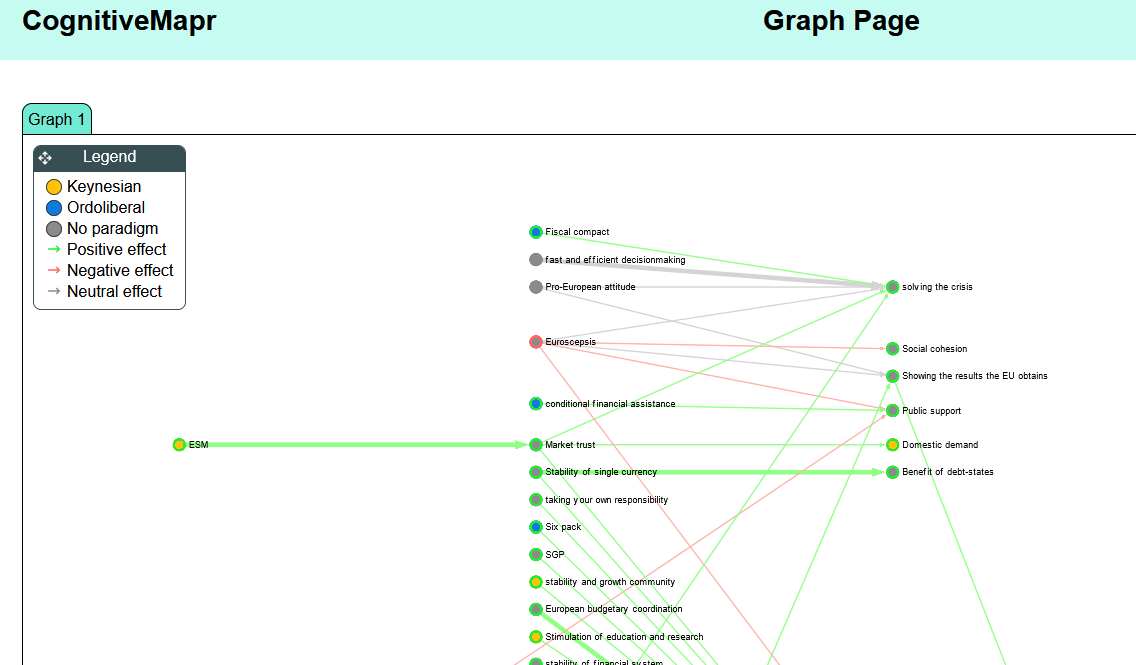 CognitiveMapr
Graph Page
Graph 1
Legend
Keynesian
Ordoliberal
No paradigm
Positive effect
Negative effect
Neutral effect
Fiscal compact
fast and efficient decisionmaking
Pro-European attitude
solving the crisis
Euroscepsis
Social cohesion
Showing the results the EU obtains
conditional financial assistance
Public support
ESM
Market trust
Domestic demand
Stability of single currency
Benefit of debt-states
taking your own responsibility
Six pack
SGP
stability and growth community
European budgetary coordination
Stimulation of education and research
stability of financial system